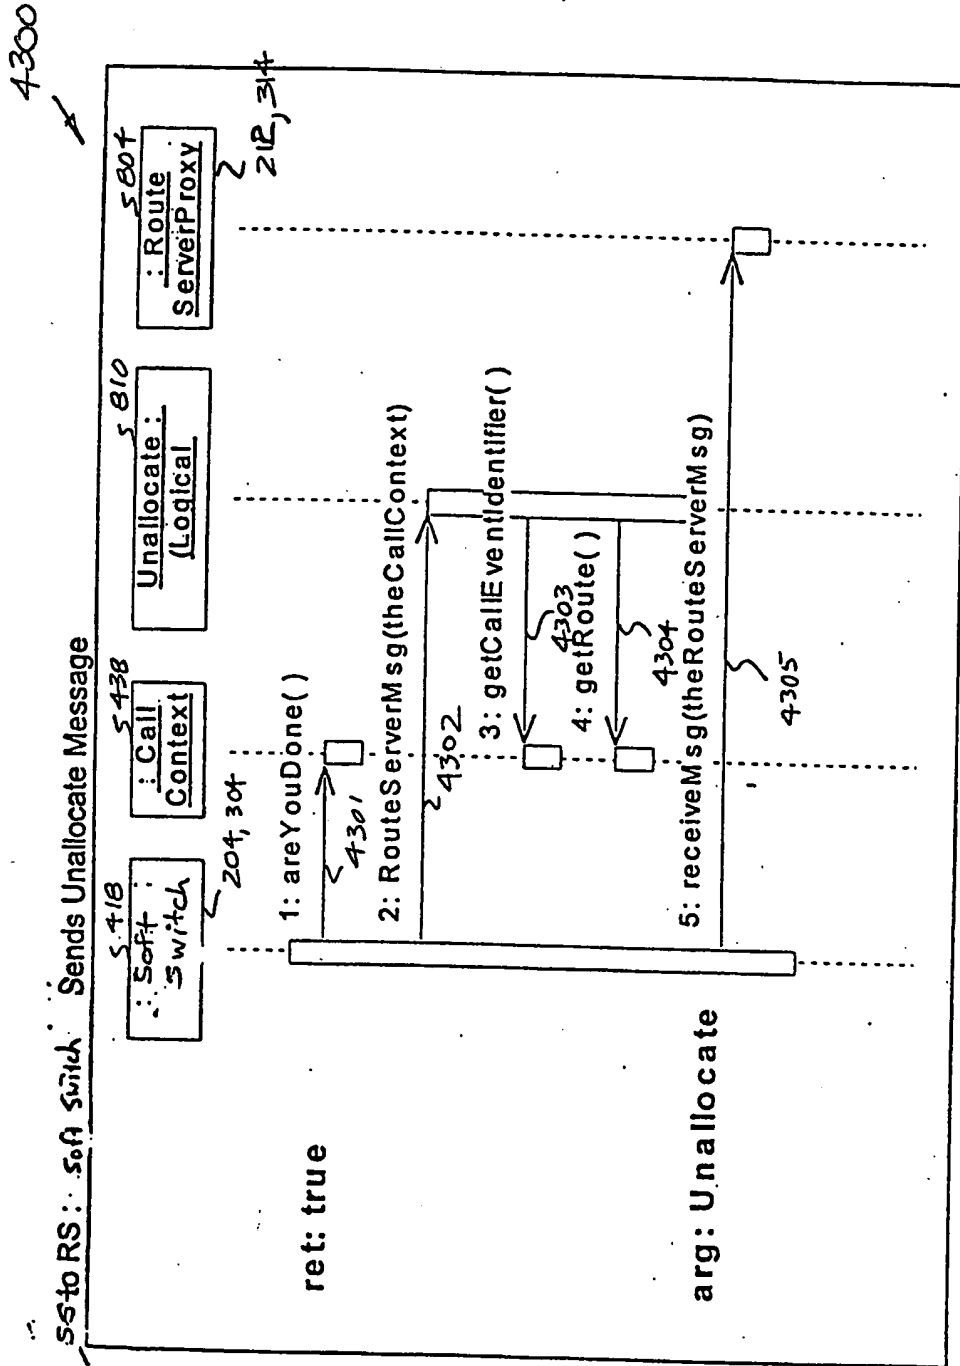 4300
SS to RS: Soft Switch Sends Unallocate Message
5418
: Soft
Switch
204, 304
5438
: Call
Context
5810
Unallocate :
(Logical
5804
: Route
ServerProxy
212, 314
ret: true
1: areYouDone( )
4301
2: RouteServerMsg(theCallContext)
4302
3: getCallEventIdentifier( )
4303
4: getRoute( )
4304
arg: Unallocate
5: receiveMsg(theRouteServerMsg)
4305